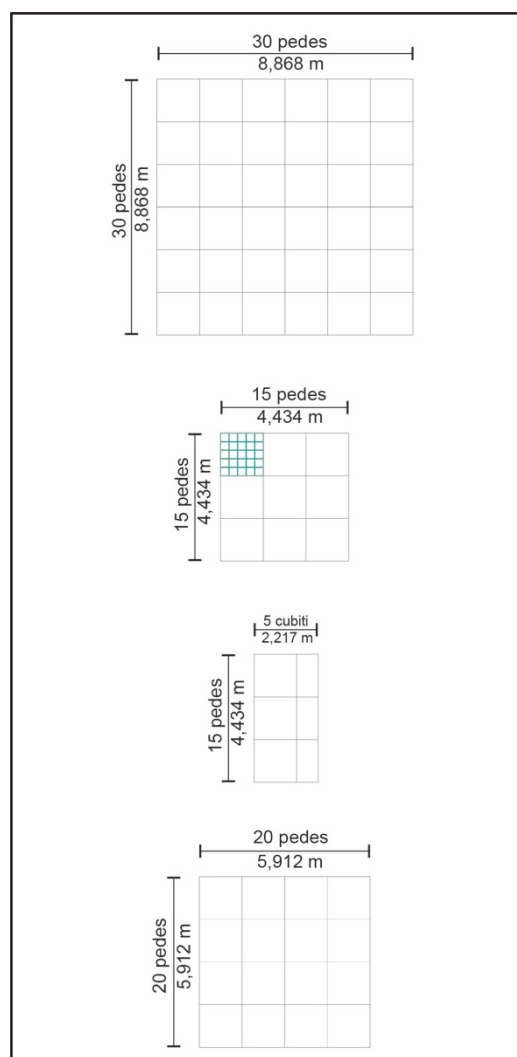 30 pedes
8,868 m
30 pedes
8,868 m
15 pedes
4,434 m
15 pedes
4,434 m
5 cubiti
2,217 m
15 pedes
4,434 m
20 pedes
5,912 m
20 pedes
5,912 m